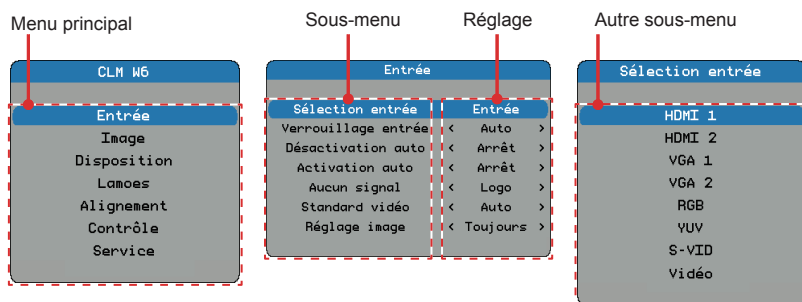 Menu principal
Sous-menu
Réglage
Autre sous-menu
CLM W6
Entrée
Image
Disposition
Lamoes
Alignement
Contrôle
Service
Entrée
Sélection entrée Entrée
Verrouillage entrée < Auto >
Désactivation auto < Arrêt >
Activation auto < Arrêt >
Aucun signal < Logo >
Standard vidéo < Auto >
Réglage image < Toujours >
Sélection entrée
HDMI 1
HDMI 2
VGA 1
VGA 2
RGB
YUV
S-VID
Vidéo